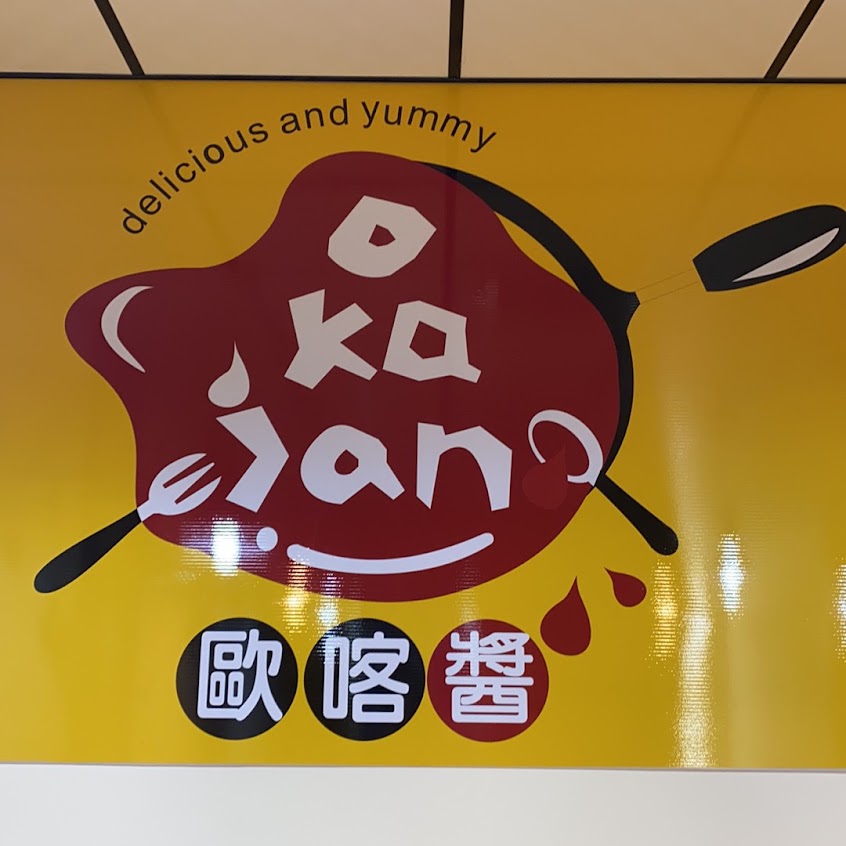 delicious and yummy
o
ka
jan
歐喀醬